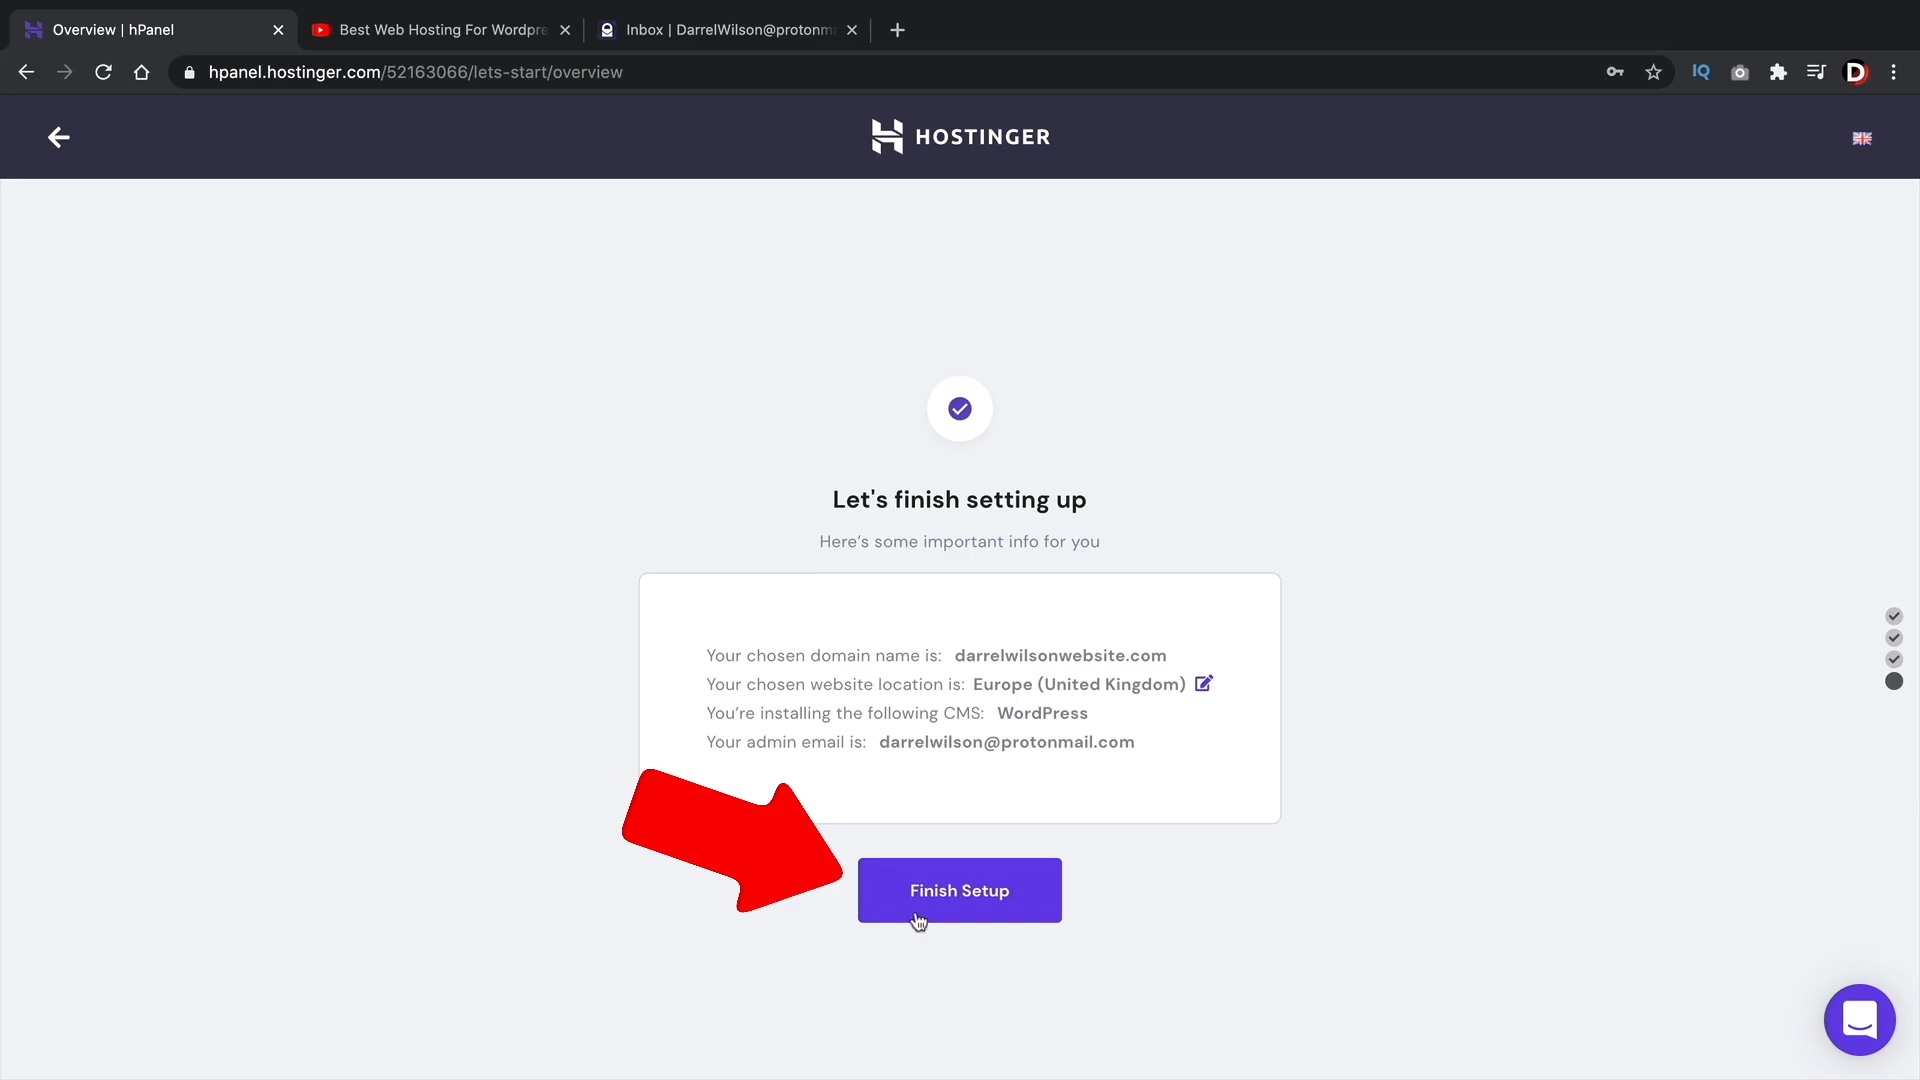 Overview | hPanel
Best Web Hosting For Wordpre
Inbox | DarrelWilson@protonma
hpanel.hostinger.com/52163066/lets-start/overview
IQ
D
HOSTINGER
Let's finish setting up
Here’s some important info for you
Your chosen domain name is: darrelwilsonwebsite.com
Your chosen website location is: Europe (United Kingdom)
You’re installing the following CMS: WordPress
Your admin email is: darrelwilson@protonmail.com
Finish Setup